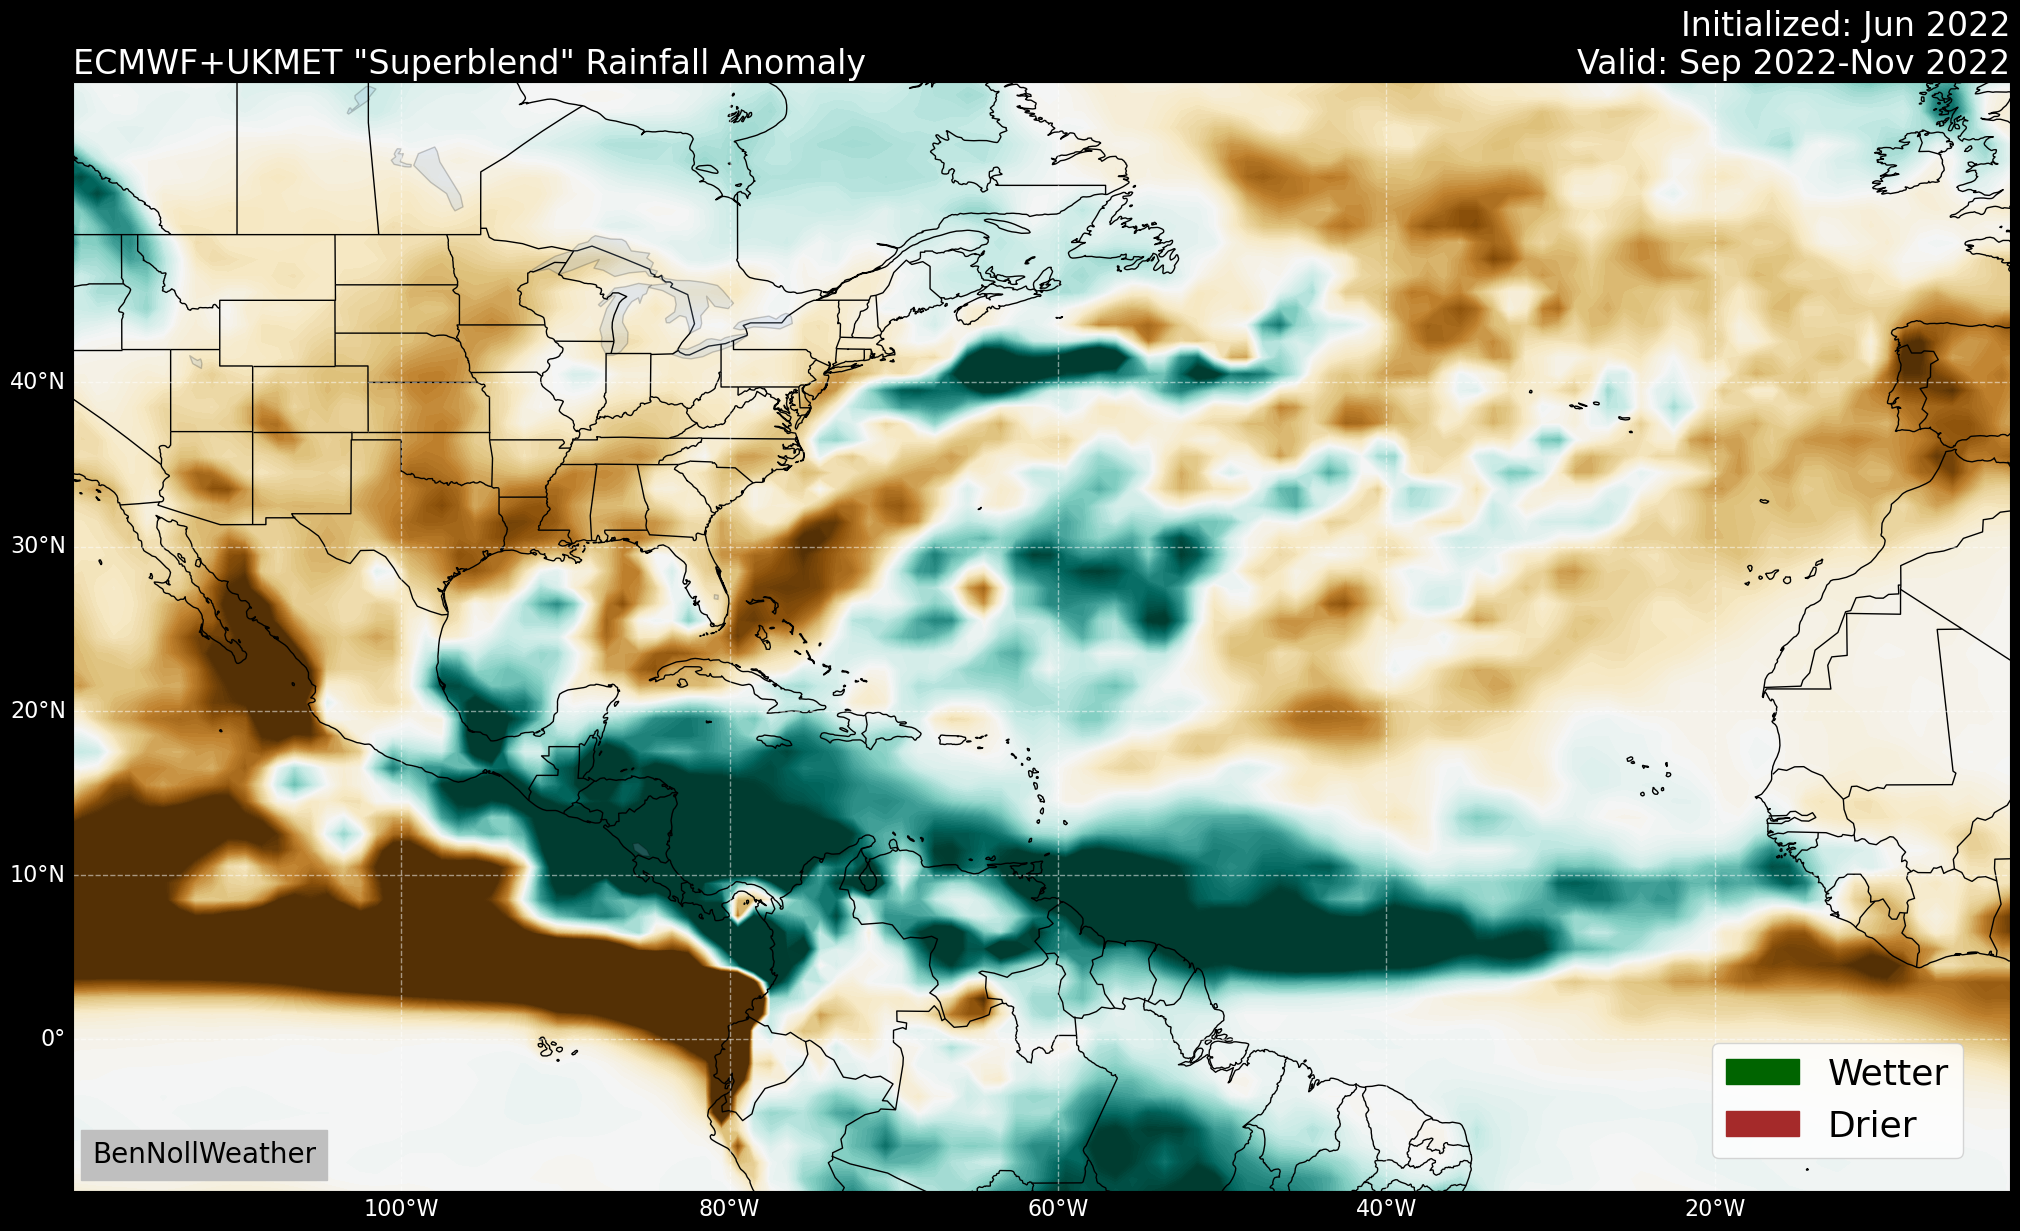 Initialized: Jun 2022
ECMWF+UKMET "Superblend" Rainfall Anomaly
Valid: Sep 2022-Nov 2022
40°N
30°N
20°N
10°N
0°
Wetter
Drier
BenNollWeather
100°W
80°W
60°W
40°W
20°W